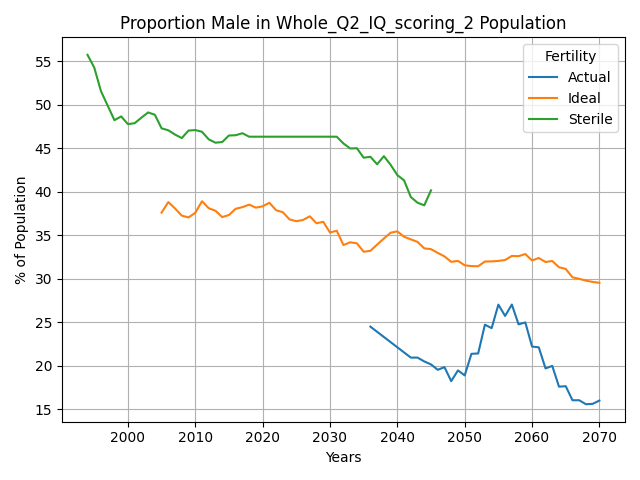 Proportion Male in Whole_Q2_IQ_scoring_2 Population
Fertility
Actual
Ideal
Sterile
% of Population
55
50
45
40
35
30
25
20
15
2000 2010 2020 2030 2040 2050 2060 2070
Years